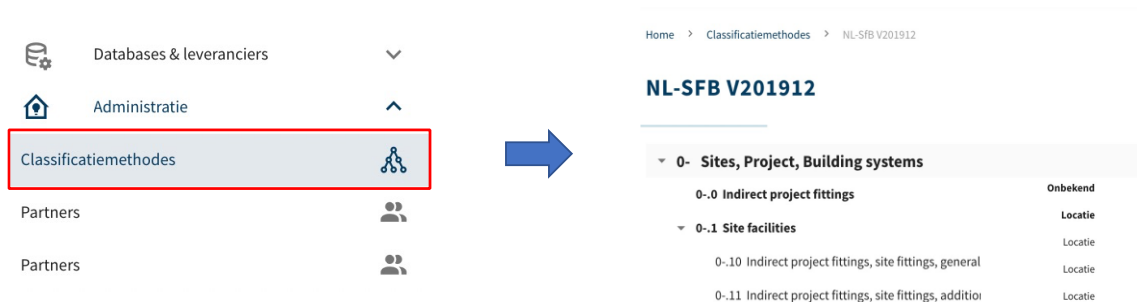 Databases & leveranciers
Administratie
Classificatiemethodes
Partners
Partners
Home > Classificatiemethodes > NL-SfB V201912
NL-SFB V201912
0- Sites, Project, Building systems
0-.0 Indirect project fittings Onbekend
0-.1 Site facilities Locatie
0-.10 Indirect project fittings, site fittings, general Locatie
0-.11 Indirect project fittings, site fittings, additior Locatie
Locatie